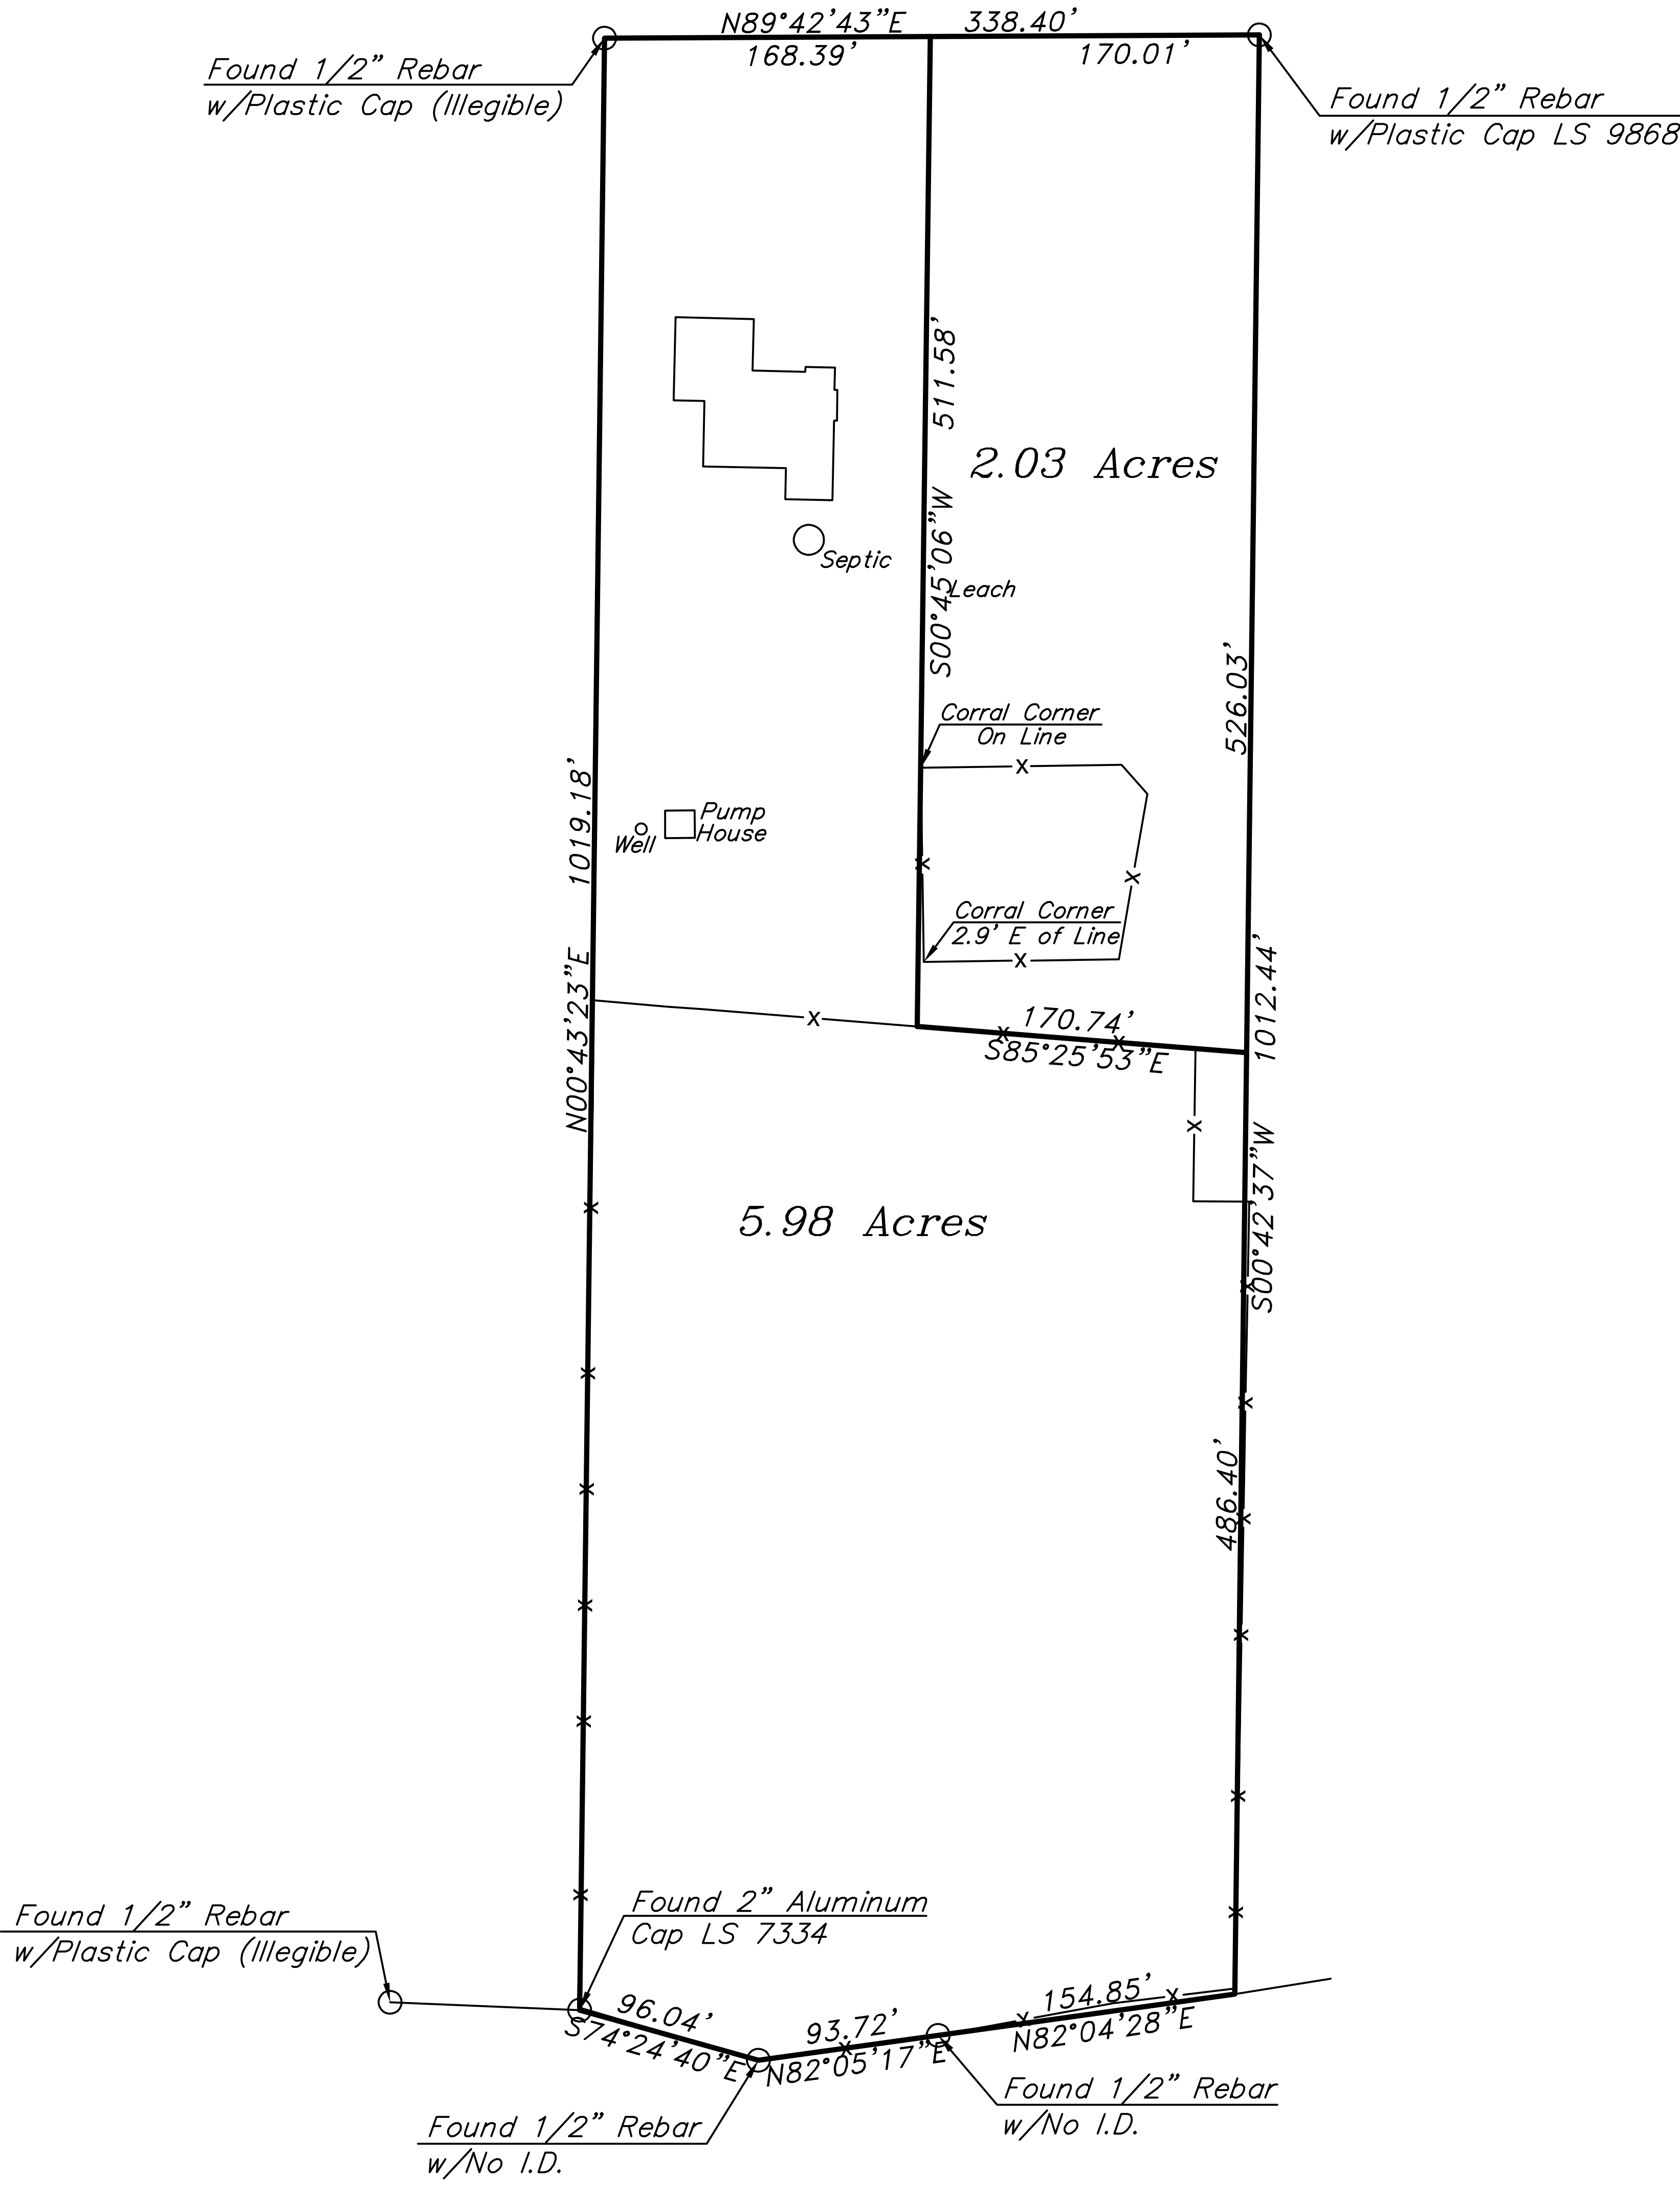 N89°42'43"E 338.40'
168.39' 170.01'
Found 1/2" Rebar
w/Plastic Cap (Illegible)
Found 1/2" Rebar
w/Plastic Cap LS 9868
511.58'
S00°45'06"W
2.03 Acres
Septic
Leach
526.03'
Corral Corner
On Line
1019.18'
N00°43'23"E
Pump
House
Well
Corral Corner
2.9' E of Line
170.74'
S85°25'53"E
1012.44'
S00°42'37"W
5.98 Acres
486.40'
Found 1/2" Rebar
w/Plastic Cap (Illegible)
Found 2" Aluminum
Cap LS 7334
96.04'
S74°24'40"E
93.72'
N82°05'17"E
154.85'
N82°04'28"E
Found 1/2" Rebar
w/No I.D.
Found 1/2" Rebar
w/No I.D.